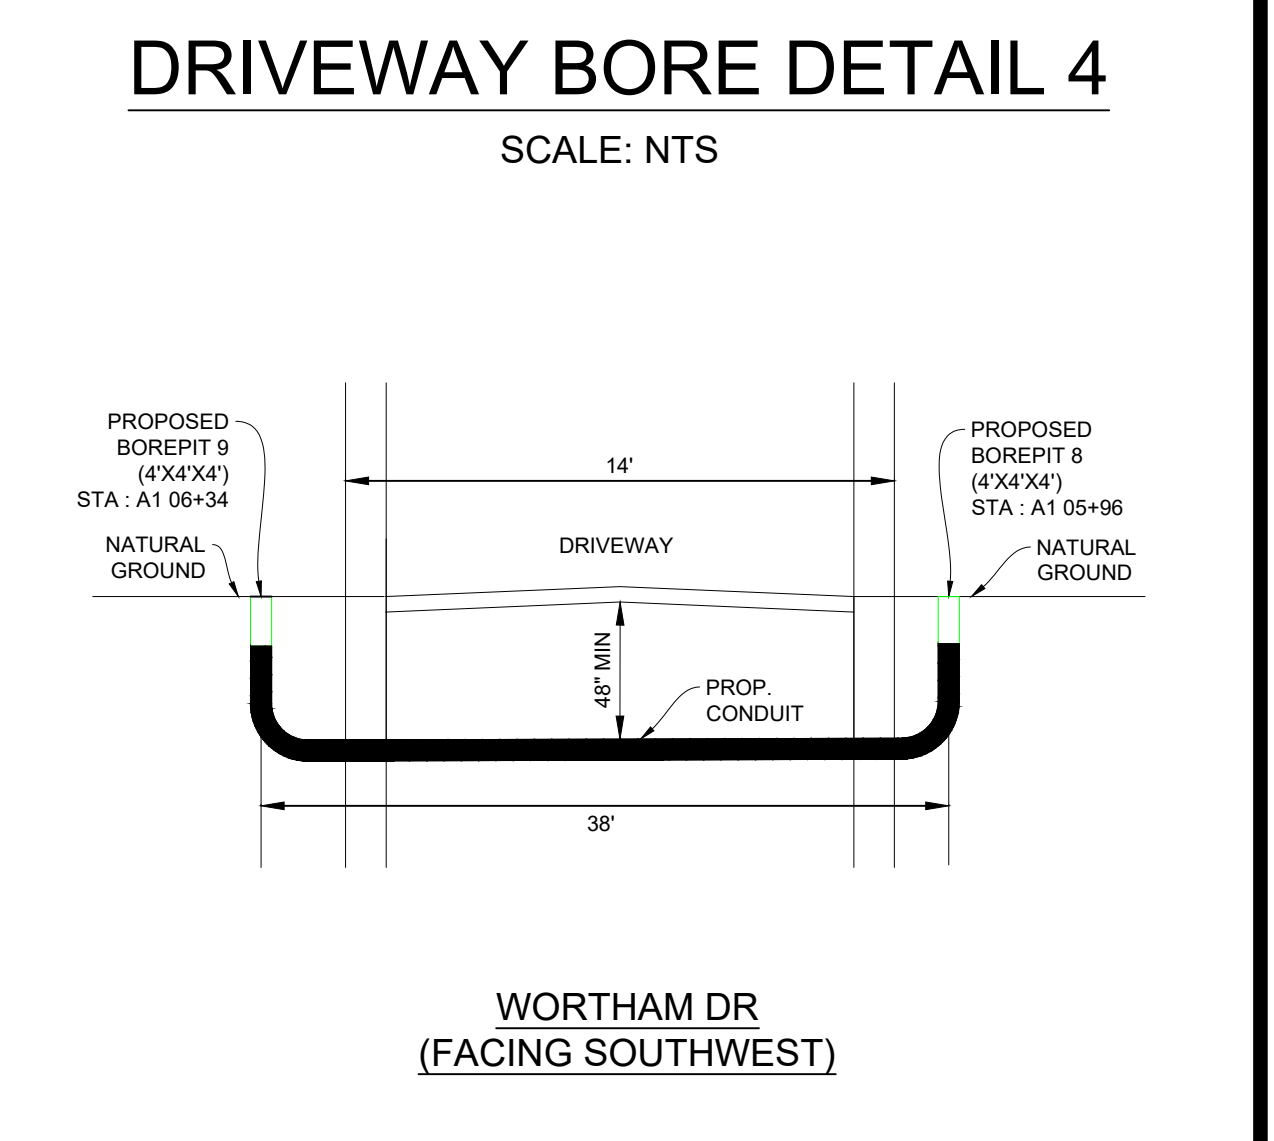 DRIVEWAY BORE DETAIL 4
SCALE: NTS
PROPOSED
BOREPIT 9
(4'X4'X4')
STA : A1 06+34
NATURAL
GROUND
14'
DRIVEWAY
PROPOSED
BOREPIT 8
(4'X4'X4')
STA : A1 05+96
NATURAL
GROUND
48" MIN
PROP.
CONDUIT
38'
WORTHAM DR
(FACING SOUTHWEST)